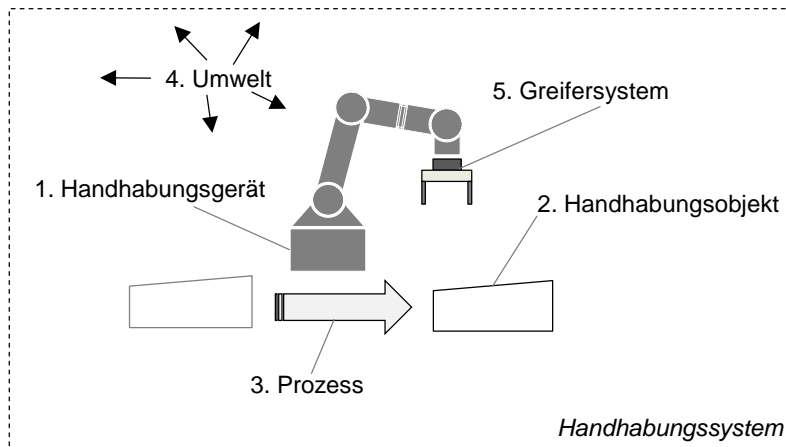 4. Umwelt
5. Greifersystem
1. Handhabungsgerät
2. Handhabungsobjekt
3. Prozess
Handhabungssystem